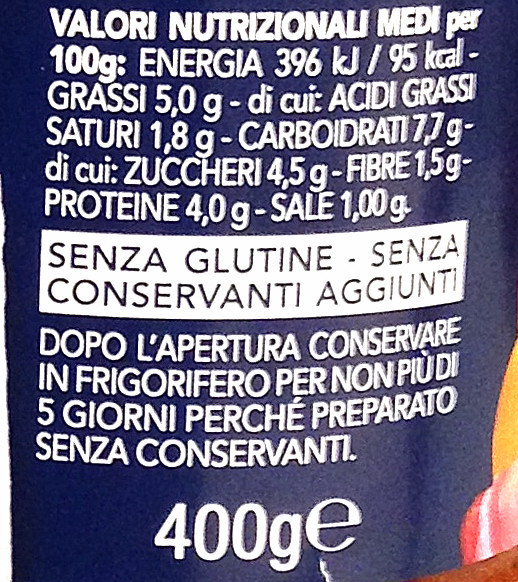 VALORI NUTRIZIONALI MEDI per
100g: ENERGIA 396 kJ / 95 kcal -
GRASSI 5,0 g - di cui: ACIDI GRASSI
SATURI 1,8 g - CARBOIDRATI 7,7 g-
di cui: ZUCCHERI 4,5 g - FIBRE 1,5g-
PROTEINE 4,0 g - SALE 1,00 g.
SENZA GLUTINE - SENZA
CONSERVANTI AGGIUNTI
DOPO L'APERTURA CONSERVARE
IN FRIGORIFERO PER NON PIÙ DI
5 GIORNI PERCHÉ PREPARATO
SENZA CONSERVANTI.
400g℮